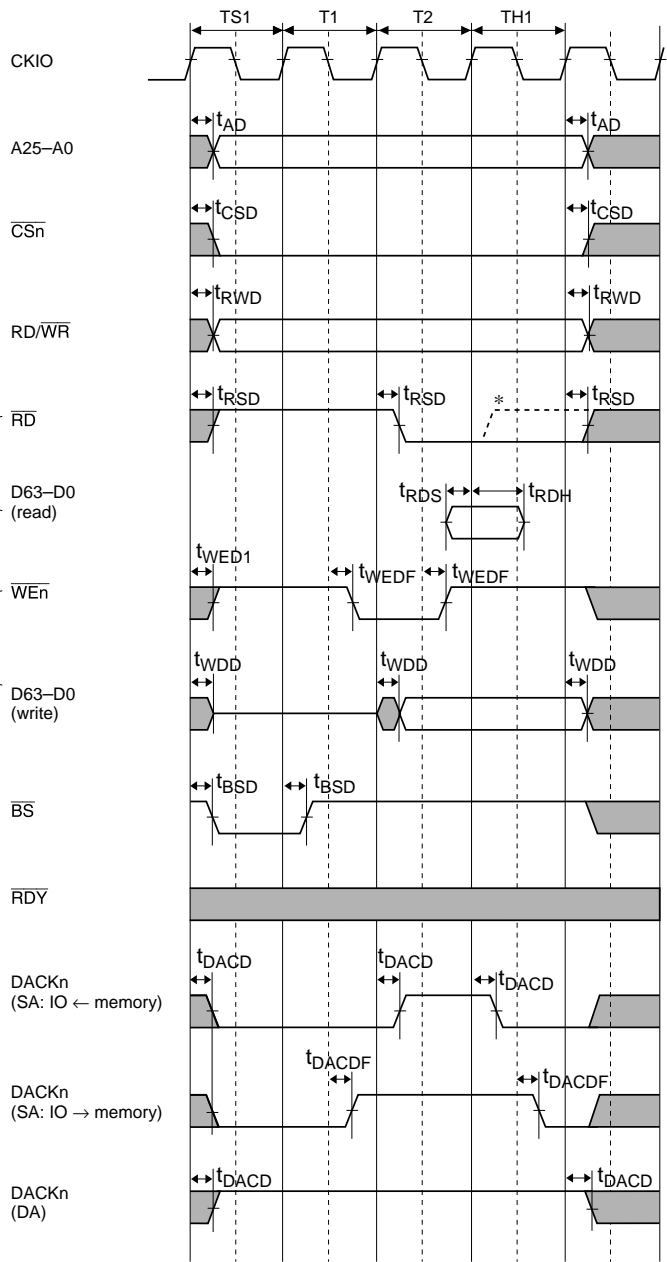 TS1 T1 T2 TH1
CKIO
tAD tAD
A25–A0
tCSD tCSD
CSn
tRWD tRWD
RD/WR
tRSD tRSD * tRSD
RD
D63–D0
(read)
tRDS tRDH
tWED1 tWEDF tWEDF
WEn
tWDD tWDD tWDD
D63–D0
(write)
tBSD tBSD
BS
RDY
tDACD tDACD tDACD
DACKn
(SA: IO ← memory)
tDACDF tDACDF
DACKn
(SA: IO → memory)
tDACD tDACD
DACKn
(DA)